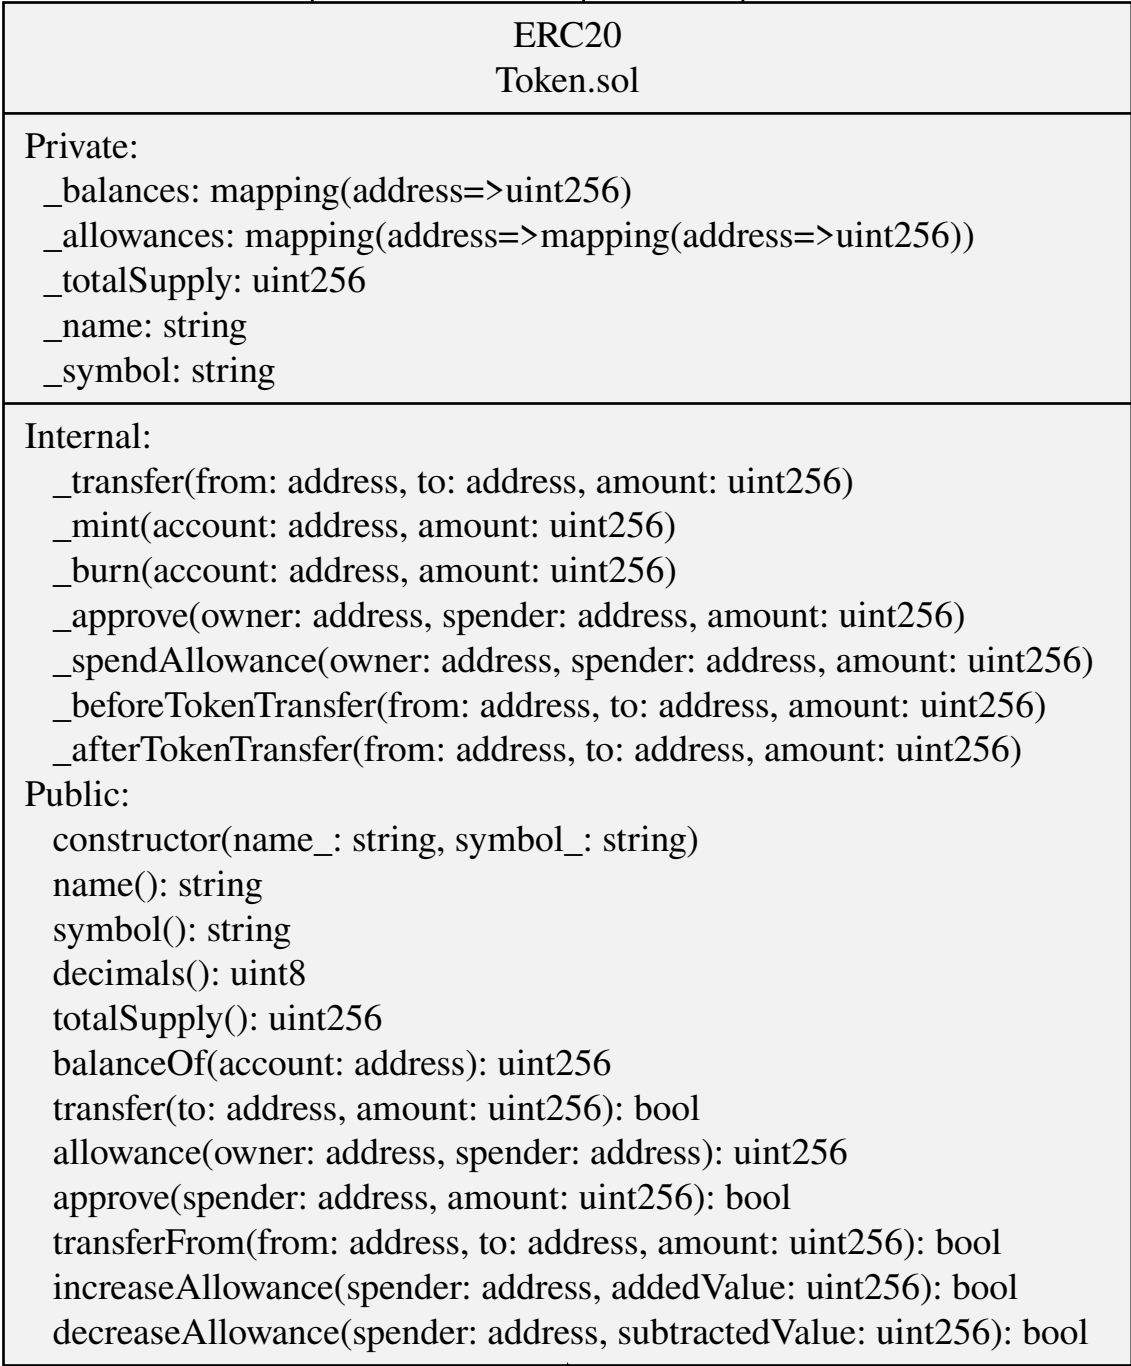 ERC20
Token.sol
Private:
_balances: mapping(address=>uint256)
_allowances: mapping(address=>mapping(address=>uint256))
_totalSupply: uint256
_name: string
_symbol: string
Internal:
_transfer(from: address, to: address, amount: uint256)
_mint(account: address, amount: uint256)
_burn(account: address, amount: uint256)
_approve(owner: address, spender: address, amount: uint256)
_spendAllowance(owner: address, spender: address, amount: uint256)
_beforeTokenTransfer(from: address, to: address, amount: uint256)
_afterTokenTransfer(from: address, to: address, amount: uint256)
Public:
constructor(name_: string, symbol_: string)
name(): string
symbol(): string
decimals(): uint8
totalSupply(): uint256
balanceOf(account: address): uint256
transfer(to: address, amount: uint256): bool
allowance(owner: address, spender: address): uint256
approve(spender: address, amount: uint256): bool
transferFrom(from: address, to: address, amount: uint256): bool
increaseAllowance(spender: address, addedValue: uint256): bool
decreaseAllowance(spender: address, subtractedValue: uint256): bool